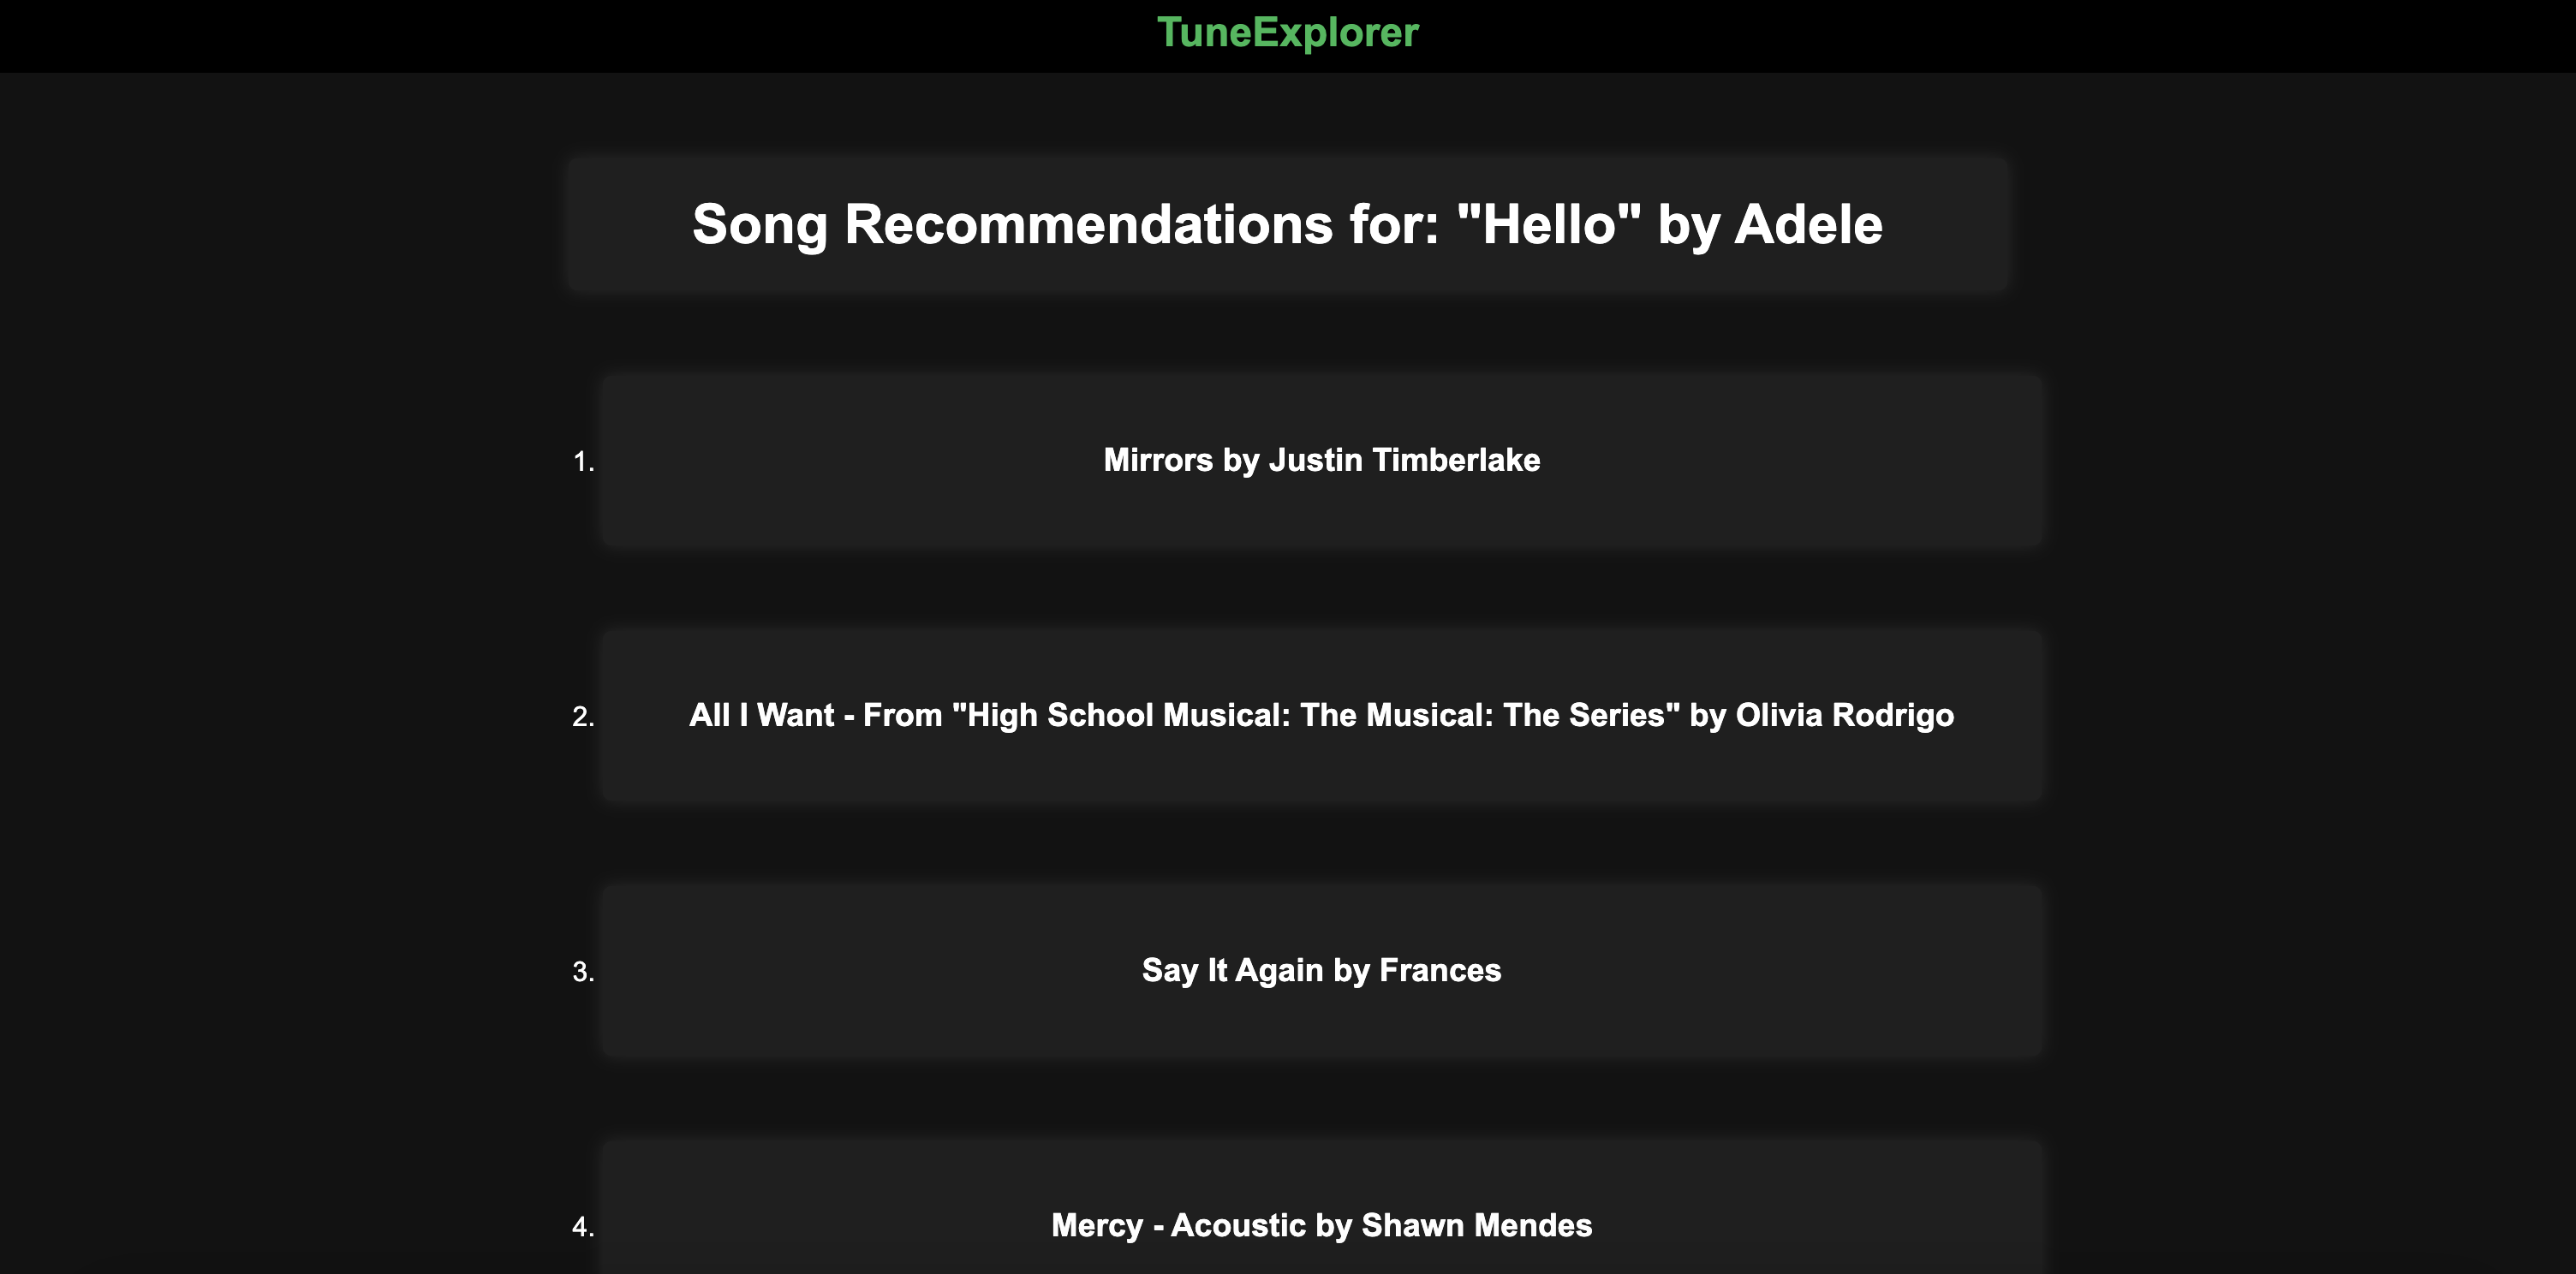 TuneExplorer
Song Recommendations for: "Hello" by Adele
1. Mirrors by Justin Timberlake
2. All I Want - From "High School Musical: The Musical: The Series" by Olivia Rodrigo
3. Say It Again by Frances
4. Mercy - Acoustic by Shawn Mendes